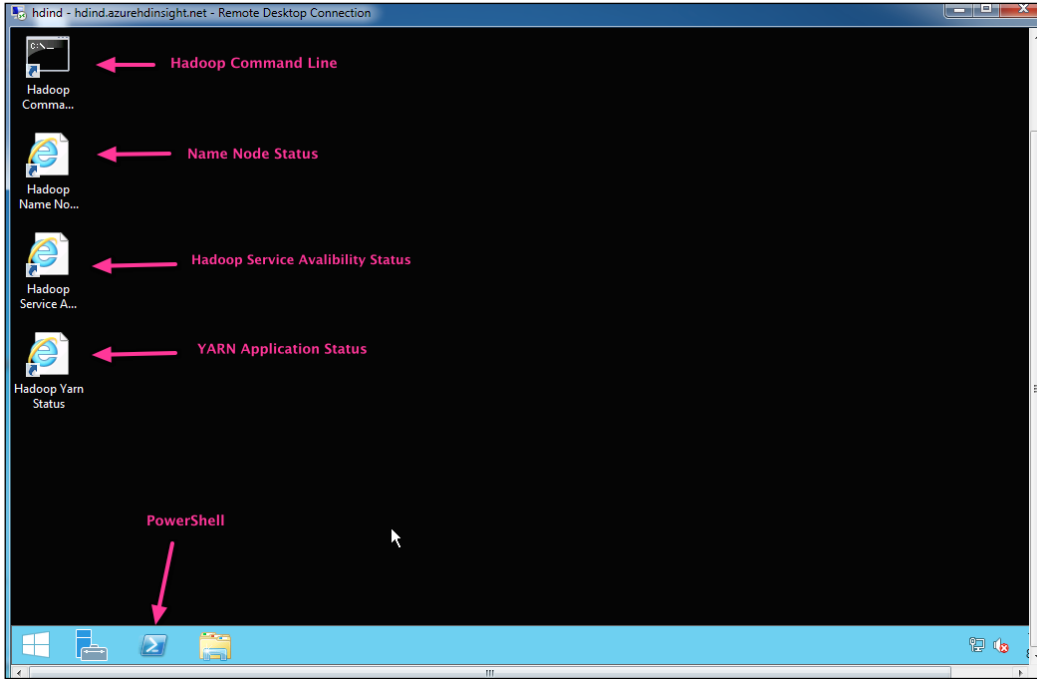 hdind - hdind.azurehdinsight.net - Remote Desktop Connection
C:\_
Hadoop Command Line
Hadoop
Comma...
Name Node Status
Hadoop
Name No...
Hadoop Service Avalibility Status
Hadoop
Service A...
YARN Application Status
Hadoop Yarn
Status
PowerShell